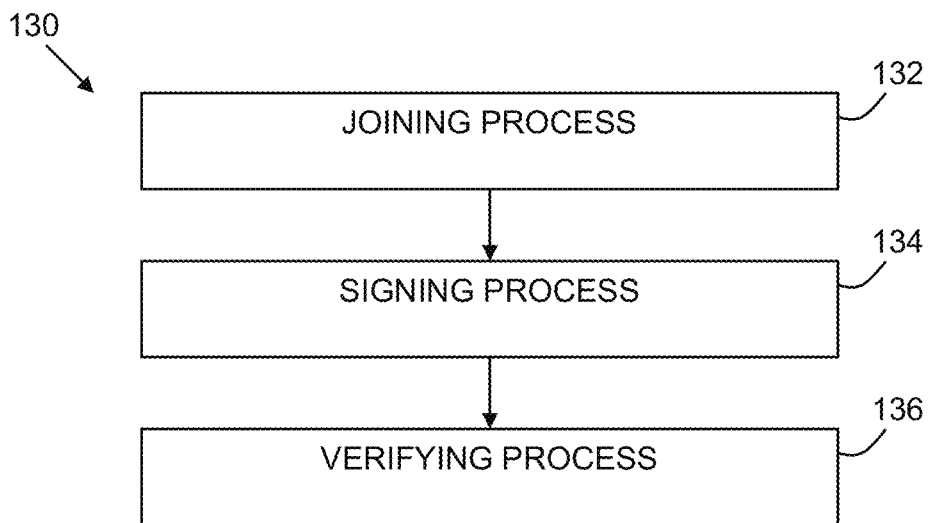 130
132
JOINING PROCESS
134
SIGNING PROCESS
136
VERIFYING PROCESS